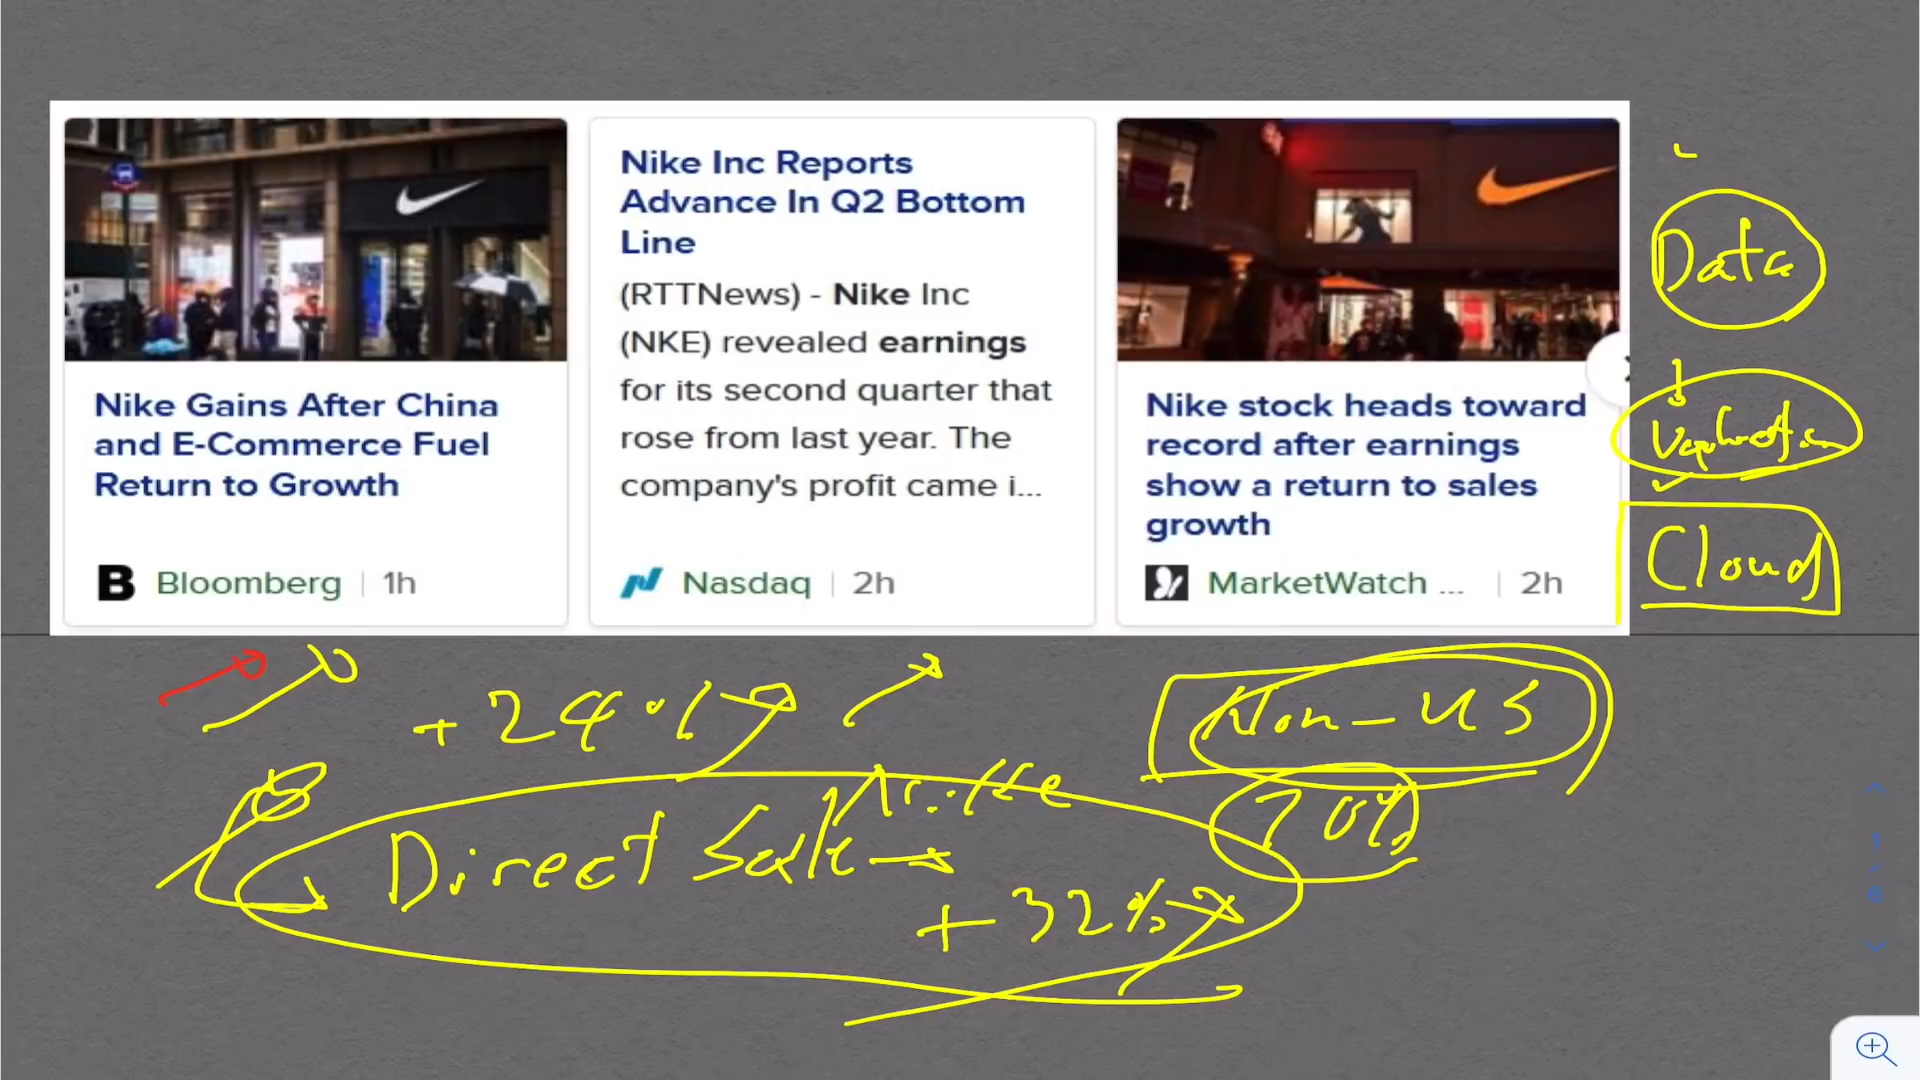 Nike Gains After China
and E-Commerce Fuel
Return to Growth
B Bloomberg | 1h
Nike Inc Reports
Advance In Q2 Bottom
Line
(RTTNews) - Nike Inc
(NKE) revealed earnings
for its second quarter that
rose from last year. The
company's profit came i...
Nasdaq | 2h
Nike stock heads toward
record after earnings
show a return to sales
growth
MarketWatch ... | 2h
Data
Cloud
+24%
Non-US
70%
Nike
Direct Sale
+32%